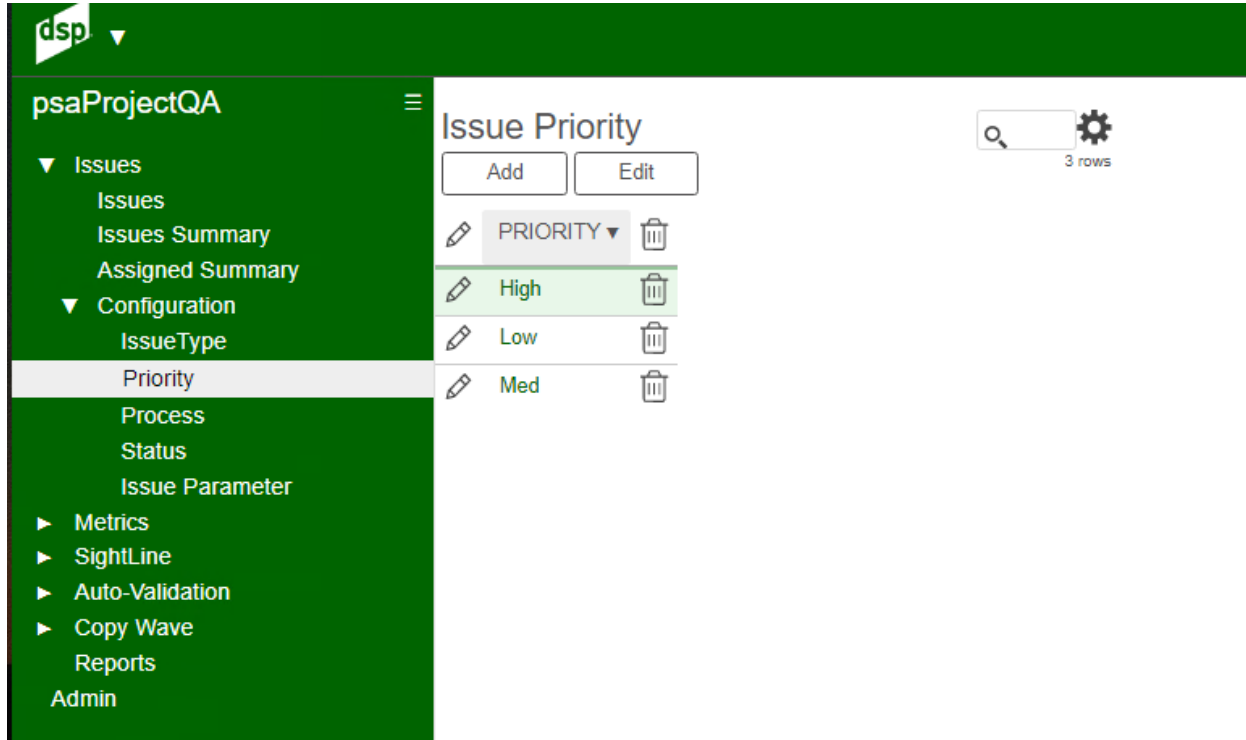 dsp
psaProjectQA
Issues
Issues
Issues Summary
Assigned Summary
Configuration
IssueType
Priority
Process
Status
Issue Parameter
Metrics
SightLine
Auto-Validation
Copy Wave
Reports
Admin
Issue Priority
3 rows
Add Edit
PRIORITY
High
Low
Med